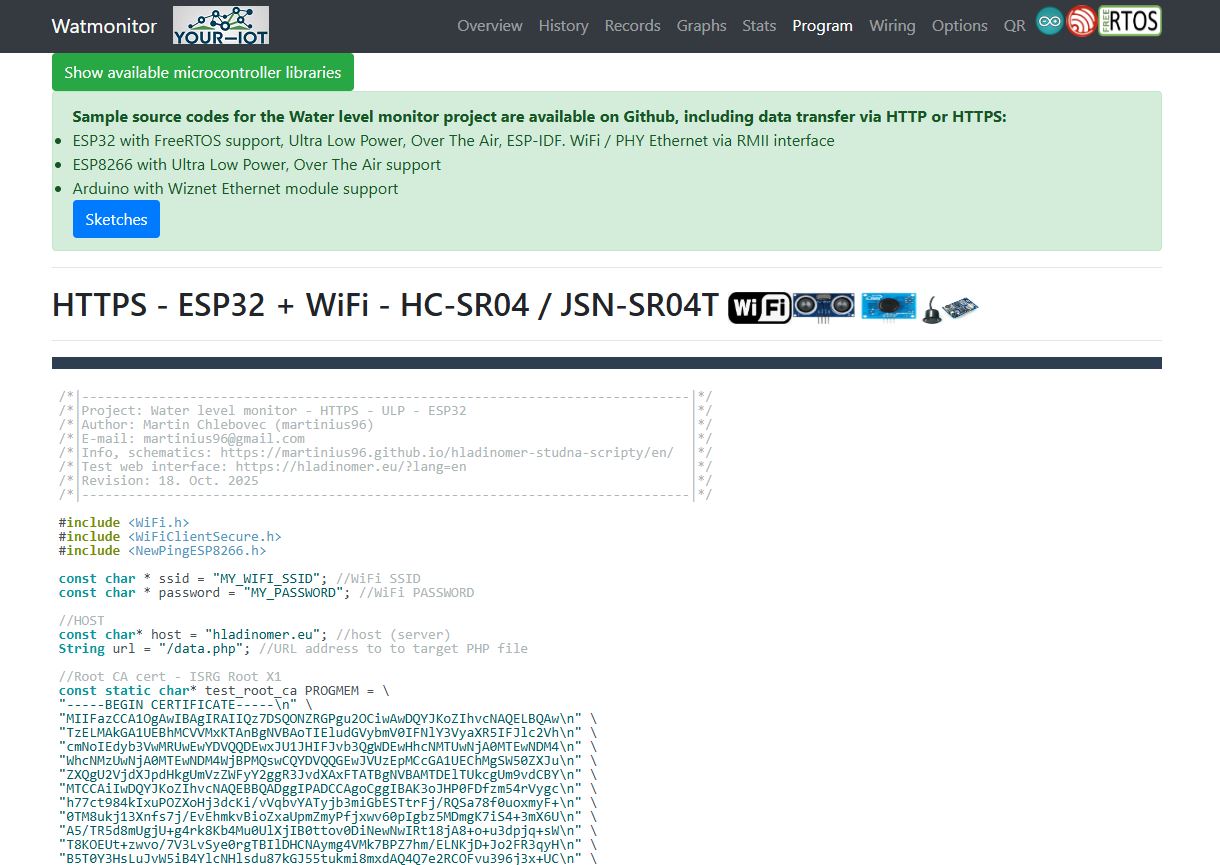 Watmonitor YOUR-IOT Overview History Records Graphs Stats Program Wiring Options QR FREE RTOS
Show available microcontroller libraries
Sample source codes for the Water level monitor project are available on Github, including data transfer via HTTP or HTTPS:
ESP32 with FreeRTOS support, Ultra Low Power, Over The Air, ESP-IDF. WiFi / PHY Ethernet via RMII interface
ESP8266 with Ultra Low Power, Over The Air support
Arduino with Wiznet Ethernet module support
Sketches
HTTPS - ESP32 + WiFi - HC-SR04 / JSN-SR04T WiFi
/*|-------------------------------------------------------------------------------|*/
/*|Project: Water level monitor - HTTPS - ULP - ESP32 |*/
/*|Author: Martin Chlebovec (martinius96) |*/
/*|E-mail: martinius96@gmail.com |*/
/*|Info, schematics: https://martinius96.github.io/hladinomer-studna-scripty/en/ |*/
/*|Test web interface: https://hladinomer.eu/?lang=en |*/
/*|Revision: 18. Oct. 2025 |*/
/*|-------------------------------------------------------------------------------|*/
#include <WiFi.h>
#include <WiFiClientSecure.h>
#include <NewPingESP8266.h>
const char * ssid = "MY_WIFI_SSID"; //WiFi SSID
const char * password = "MY_PASSWORD"; //WiFi PASSWORD
//HOST
const char* host = "hladinomer.eu"; //host (server)
String url = "/data.php"; //URL address to to target PHP file
//Root CA cert - ISRG Root X1
const static char* test_root_ca PROGMEM = \
"-----BEGIN CERTIFICATE-----\n" \
"MIIFazCCA1OgAwIBAgIRAIIQz7DSQONZRGPgu2OCiwAwDQYJKoZIhvcNAQELBQAw\n" \
"TzELMAkGA1UEBhMCVVMxKTAnBgNVBAoTIEludGVybmV0IFNlY3VyaXR5IFJlc2Vh\n" \
"cmNoIEdyb3VwMRUwEwYDVQQDEwxJU1JHIFJvb3QgWDEwHhcNMTUwNjA0MTEwNDM4\n" \
"WhcNMzUwNjA0MTEwNDM4WjBPMQswCQYDVQQGEwJVUzEpMCcGA1UEChMgSW50ZXJu\n" \
"ZXQgU2VjdXJpdHkgUmVzZWFyY2ggR3JvdXAxFTATBgNVBAMTDElTUkcgUm9vdCBY\n" \
"MTCCAiIwDQYJKoZIhvcNAQEBBQADggIPADCCAgoCggIBAK3oJHP0FDfzm54rVygc\n" \
"h77ct984kIxuPOZXoHj3dcKi/vVqbvYATyjb3miGbESTtrFj/RQSa78f0uoxmyF+\n" \
"0TM8ukj13Xnfs7j/EvEhmkvBioZxaUpmZmyPfjxwv60pIgbz5MDmgK7iS4+3mX6U\n" \
"A5/TR5d8mUgjU+g4rk8Kb4Mu0UlXjIB0ttov0DiNewNwIRt18jA8+o+u3dpjq+sW\n" \
"T8KOEUt+zwvo/7V3LvSye0rgTBIlDHCNAymg4VMk7BPZ7hm/ELNKjD+Jo2FR3qyH\n" \
"B5T0Y3HsLuJvW5iB4YlcNHlsdu87kGJ55tukmi8mxdAQ4Q7e2RCOFvu396j3x+UC\n" \